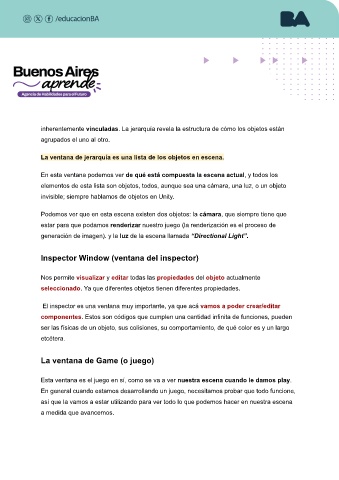 /educacionBA
BA
Buenos Aires
aprende
Agencia de Habilidades para el Futuro
inherentemente vinculadas. La jerarquía revela la estructura de cómo los objetos están
agrupados el uno al otro.
La ventana de jerarquía es una lista de los objetos en escena.
En esta ventana podemos ver de qué está compuesta la escena actual, y todos los
elementos de esta lista son objetos, todos, aunque sea una cámara, una luz, o un objeto
invisible; siempre hablamos de objetos en Unity.
Podemos ver que en esta escena existen dos objetos: la cámara, que siempre tiene que
estar para que podamos renderizar nuestro juego (la renderización es el proceso de
generación de imagen), y la luz de la escena llamada “Directional Light”.
Inspector Window (ventana del inspector)
Nos permite visualizar y editar todas las propiedades del objeto actualmente
seleccionado. Ya que diferentes objetos tienen diferentes propiedades.
El inspector es una ventana muy importante, ya que acá vamos a poder crear/editar
componentes. Estos son códigos que cumplen una cantidad infinita de funciones, pueden
ser las físicas de un objeto, sus colisiones, su comportamiento, de qué color es y un largo
etcétera.
La ventana de Game (o juego)
Esta ventana es el juego en sí, como se va a ver nuestra escena cuando le damos play.
En general cuando estamos desarrollando un juego, necesitamos probar que todo funcione,
así que la vamos a estar utilizando para ver todo lo que podemos hacer en nuestra escena
a medida que avancemos.